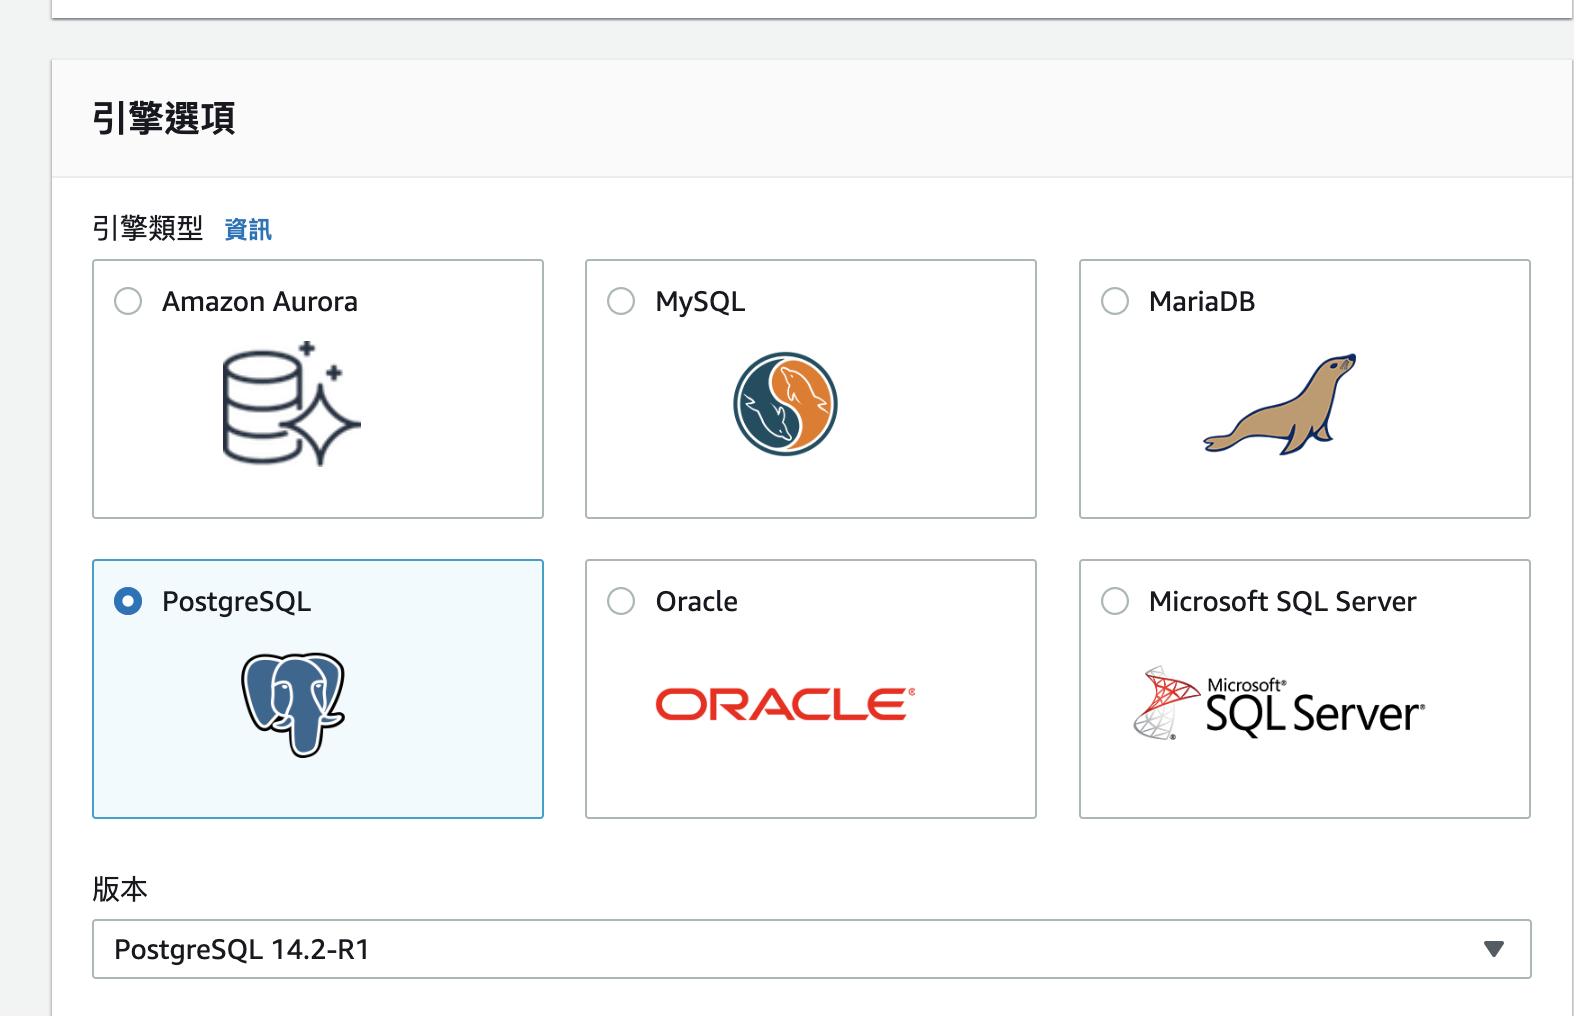 引擎選項
引擎類型 資訊
Amazon Aurora
MySQL
MariaDB
PostgreSQL
Oracle
Microsoft SQL Server
ORACLE®
Microsoft®
SQL Server®
版本
PostgreSQL 14.2-R1